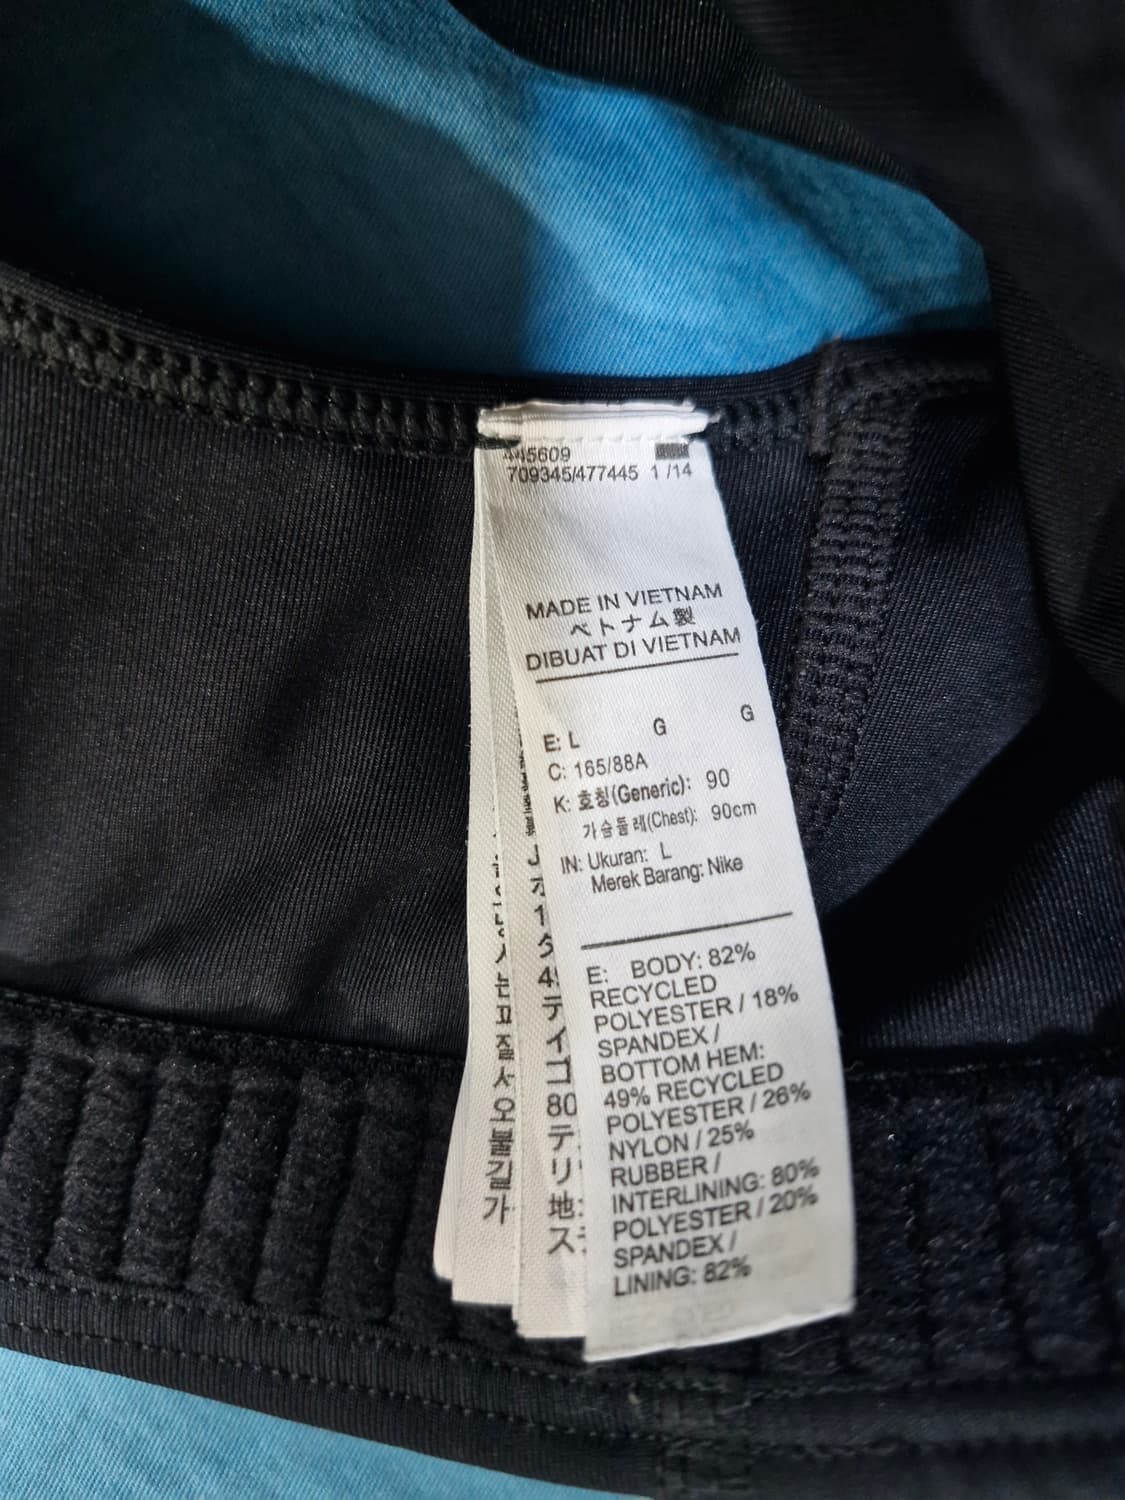 445609
709345/477445 1 /14
MADE IN VIETNAM
ベトナム製
DIBUAT DI VIETNAM
E: L G G
C: 165/88A
K: 호칭(Generic): 90
가슴둘레(Chest): 90cm
IN: Ukuran: L
Merek Barang: Nike
E: BODY: 82%
RECYCLED
POLYESTER / 18%
SPANDEX /
BOTTOM HEM:
49% RECYCLED
POLYESTER / 26%
NYLON / 25%
RUBBER /
INTERLINING: 80%
POLYESTER / 20%
SPANDEX /
LINING: 82%